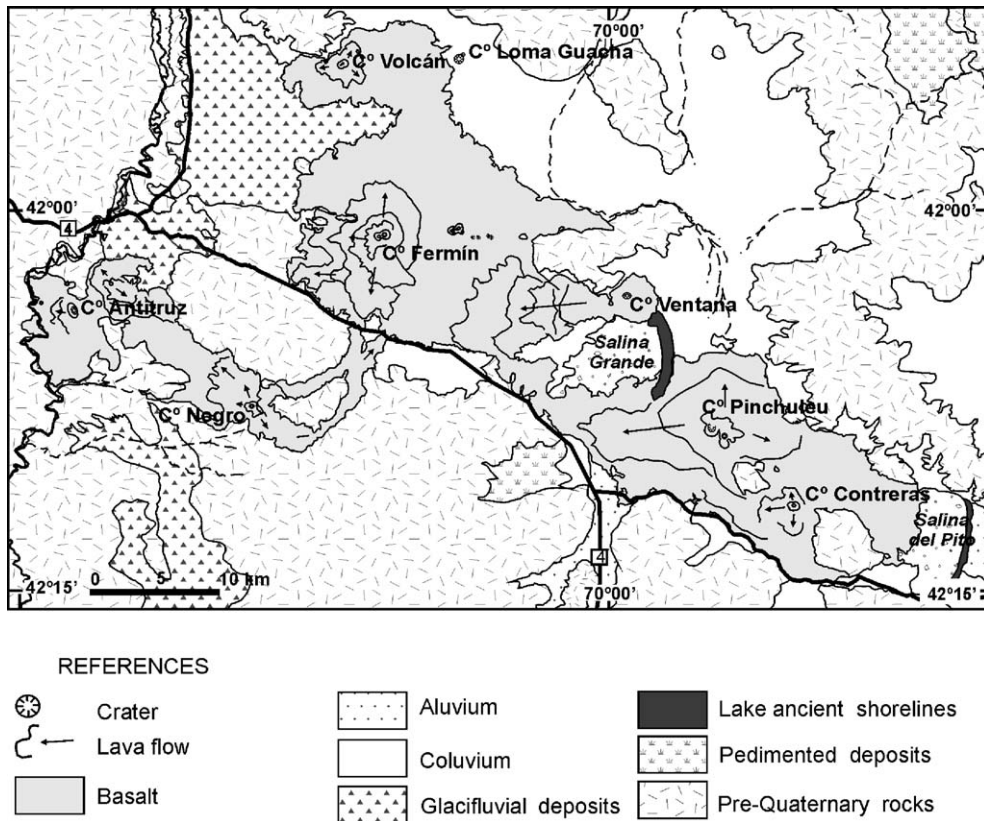 70°00'
Cº Volcán
Cº Loma Guacha
42°00'
42°00'
4
Cº Fermín
Cº Antitruz
Cº Ventana
Salina
Grande
Cº Negro
Cº Pinchuleu
Cº Contreras
Salina
del Pito
0 5 10 km
4
42°15'
70°00'
42°15'
REFERENCES
Crater
Lava flow
Basalt
Aluvium
Coluvium
Glacifluvial deposits
Lake ancient shorelines
Pedimented deposits
Pre-Quaternary rocks